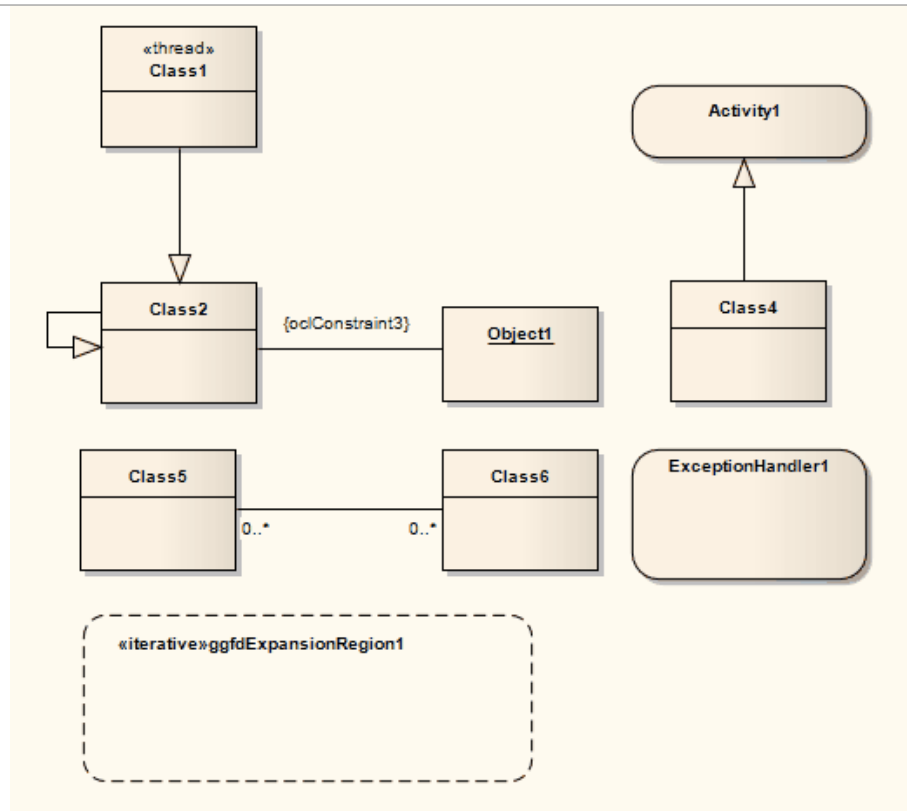 «thread»
Class1
Activity1
Class2
{oclConstraint3}
Object1
Class4
Class5
Class6
ExceptionHandler1
0..*
0..*
«iterative»ggfdExpansionRegion1